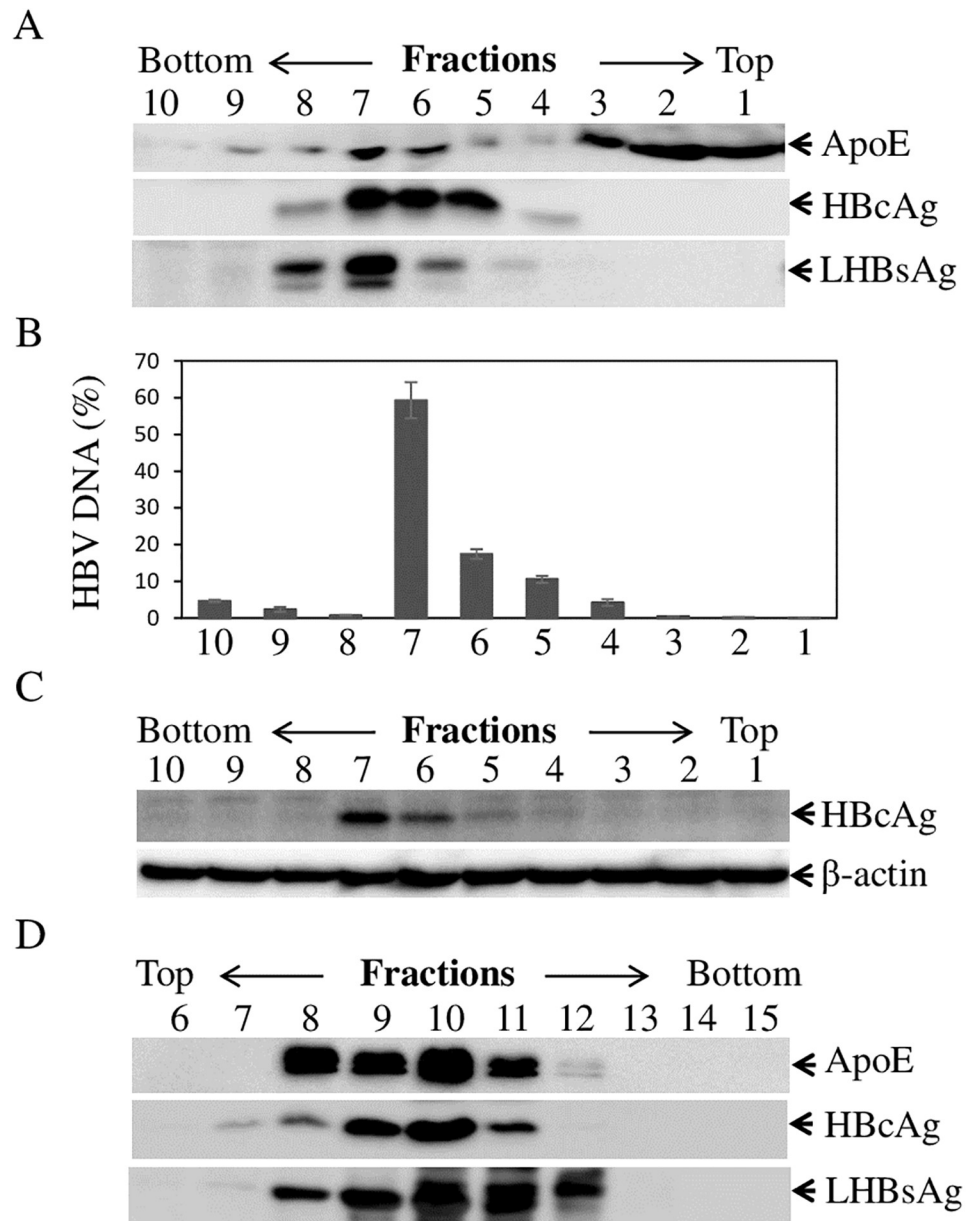 A
Bottom ← Fractions → Top
10 9 8 7 6 5 4 3 2 1
ApoE
HBcAg
LHBsAg
B
HBV DNA (%)
70
60
50
40
30
20
10
0
10 9 8 7 6 5 4 3 2 1
C
Bottom ← Fractions → Top
10 9 8 7 6 5 4 3 2 1
HBcAg
β-actin
D
Top ← Fractions → Bottom
6 7 8 9 10 11 12 13 14 15
ApoE
HBcAg
LHBsAg